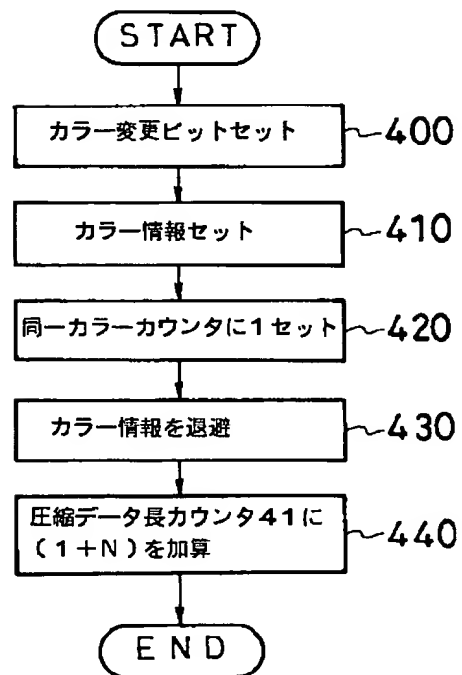 START
カラー変更ビットセット
400
カラー情報セット
410
同一カラーカウンタに1セット
420
カラー情報を退避
430
圧縮データ長カウンタ41に
(1+N)を加算
440
END